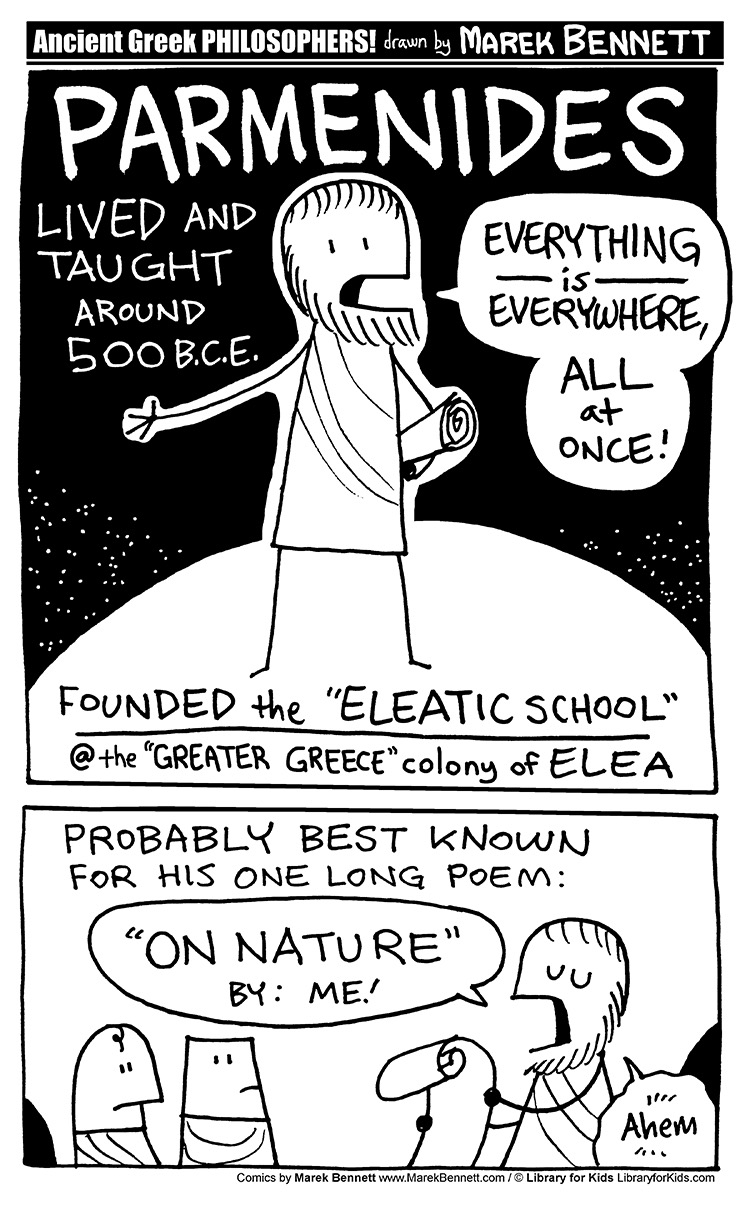 Ancient Greek PHILOSOPHERS! drawn by MAREK BENNETT
PARMENIDES
LIVED AND
TAUGHT
AROUND
500 B.C.E.
EVERYTHING
is
EVERYWHERE,
ALL
at
ONCE!
FOUNDED the "ELEATIC SCHOOL"
@ the "GREATER GREECE" colony of ELEA
PROBABLY BEST KNOWN
FOR HIS ONE LONG POEM:
"ON NATURE"
BY: ME!
Ahem
Comics by Marek Bennett www.MarekBennett.com / © Library for Kids LibraryforKids.com